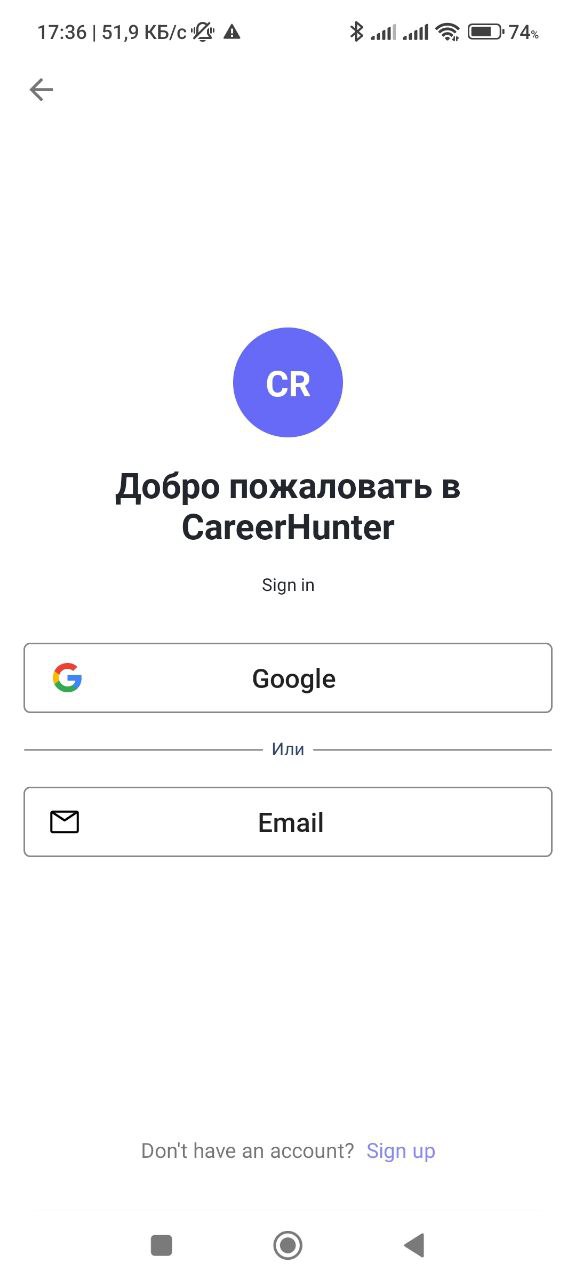 17:36 | 51,9 КБ/с 74%
CR
Добро пожаловать в
CareerHunter
Sign in
Google
Или
Email
Don't have an account? Sign up